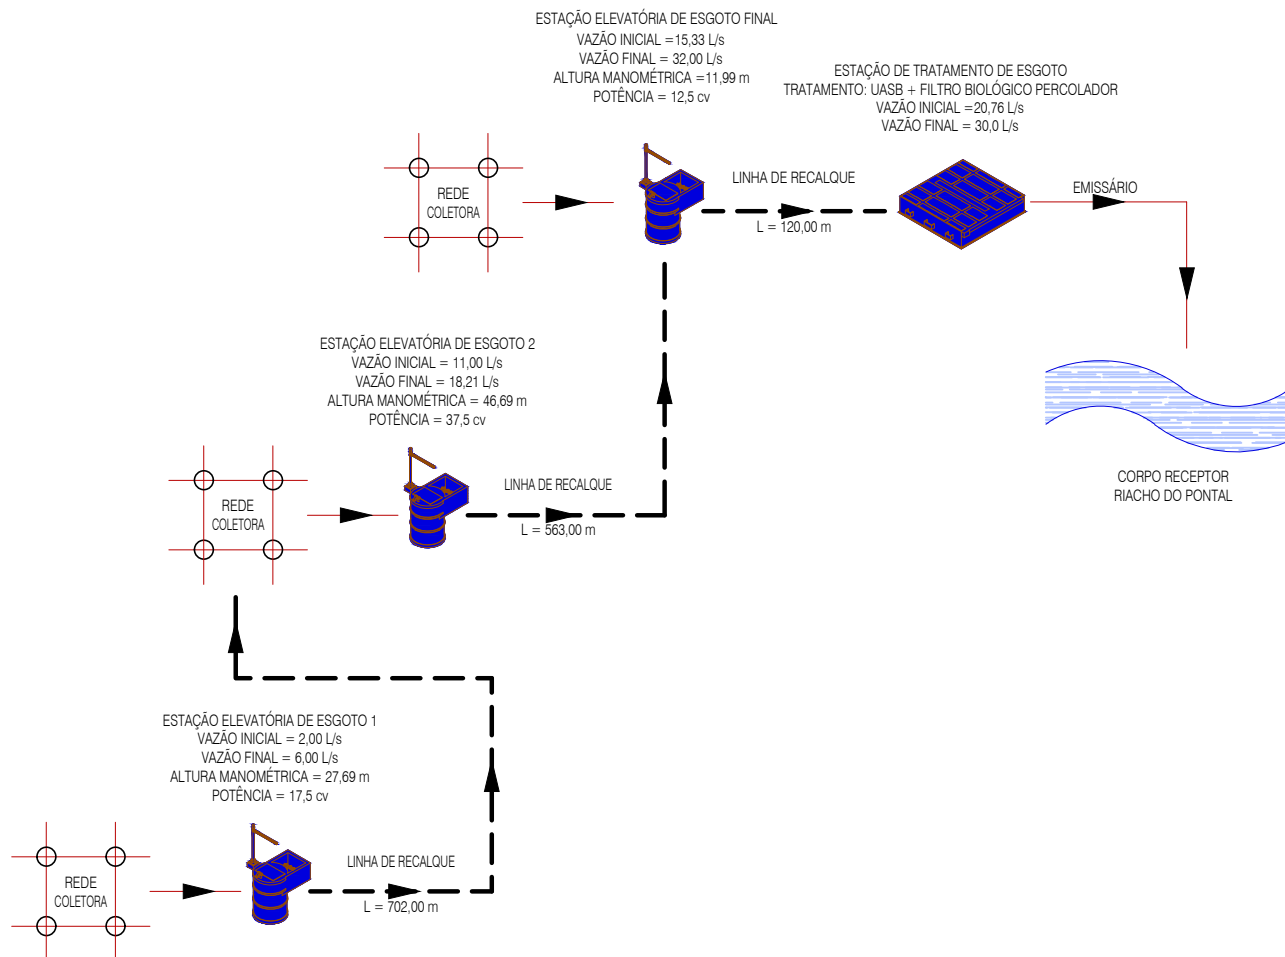 ESTAÇÃO ELEVATÓRIA DE ESGOTO FINAL
VAZÃO INICIAL =15,33 L/s
VAZÃO FINAL = 32,00 L/s
ALTURA MANOMÉTRICA =11,99 m
POTÊNCIA = 12,5 cv
ESTAÇÃO DE TRATAMENTO DE ESGOTO
TRATAMENTO: UASB + FILTRO BIOLÓGICO PERCOLADOR
VAZÃO INICIAL =20,76 L/s
VAZÃO FINAL = 30,0 L/s
REDE
COLETORA
LINHA DE RECALQUE
L = 120,00 m
EMISSÁRIO
ESTAÇÃO ELEVATÓRIA DE ESGOTO 2
VAZÃO INICIAL = 11,00 L/s
VAZÃO FINAL = 18,21 L/s
ALTURA MANOMÉTRICA = 46,69 m
POTÊNCIA = 37,5 cv
REDE
COLETORA
LINHA DE RECALQUE
L = 563,00 m
CORPO RECEPTOR
RIACHO DO PONTAL
ESTAÇÃO ELEVATÓRIA DE ESGOTO 1
VAZÃO INICIAL = 2,00 L/s
VAZÃO FINAL = 6,00 L/s
ALTURA MANOMÉTRICA = 27,69 m
POTÊNCIA = 17,5 cv
REDE
COLETORA
LINHA DE RECALQUE
L = 702,00 m